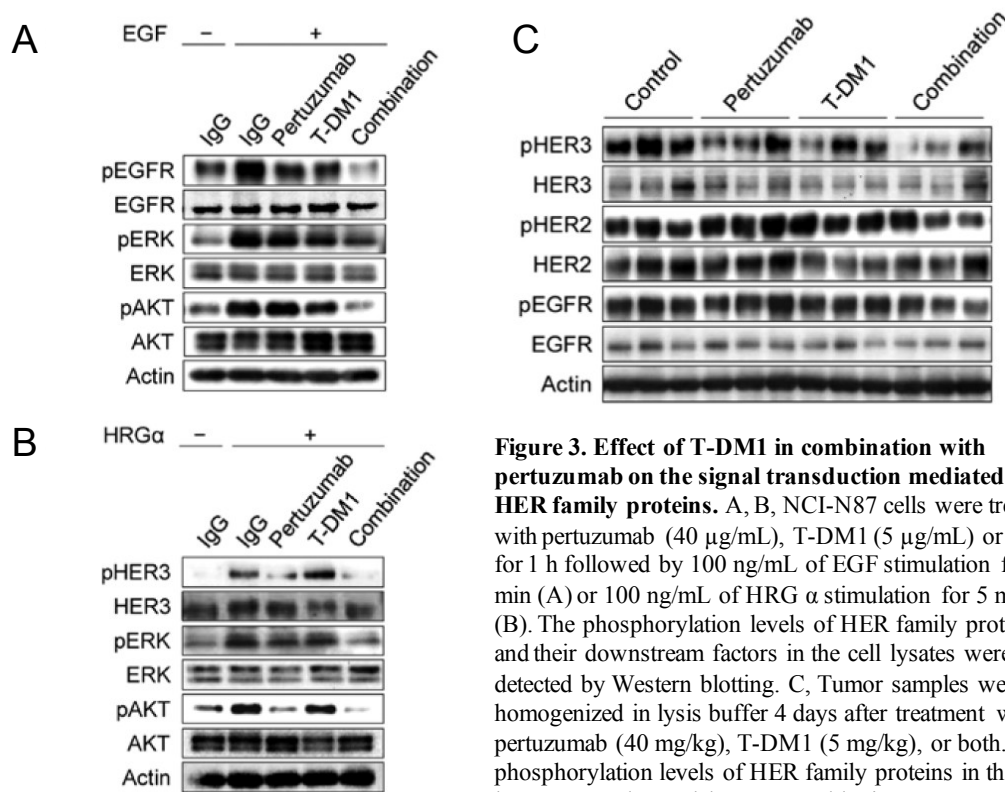 A
EGF – +
IgG IgG Pertuzumab T-DM1 Combination
pEGFR
EGFR
pERK
ERK
pAKT
AKT
Actin
B
HRGα – +
IgG IgG Pertuzumab T-DM1 Combination
pHER3
HER3
pERK
ERK
pAKT
AKT
Actin
C
Control Pertuzumab T-DM1 Combination
pHER3
HER3
pHER2
HER2
pEGFR
EGFR
Actin
Figure 3. Effect of T-DM1 in combination with
pertuzumab on the signal transduction mediated
HER family proteins. A, B, NCI-N87 cells were tre
with pertuzumab (40 µg/mL), T-DM1 (5 µg/mL) or
for 1 h followed by 100 ng/mL of EGF stimulation f
min (A) or 100 ng/mL of HRG α stimulation for 5 m
(B). The phosphorylation levels of HER family prot
and their downstream factors in the cell lysates were
detected by Western blotting. C, Tumor samples we
homogenized in lysis buffer 4 days after treatment w
pertuzumab (40 mg/kg), T-DM1 (5 mg/kg), or both.
phosphorylation levels of HER family proteins in th